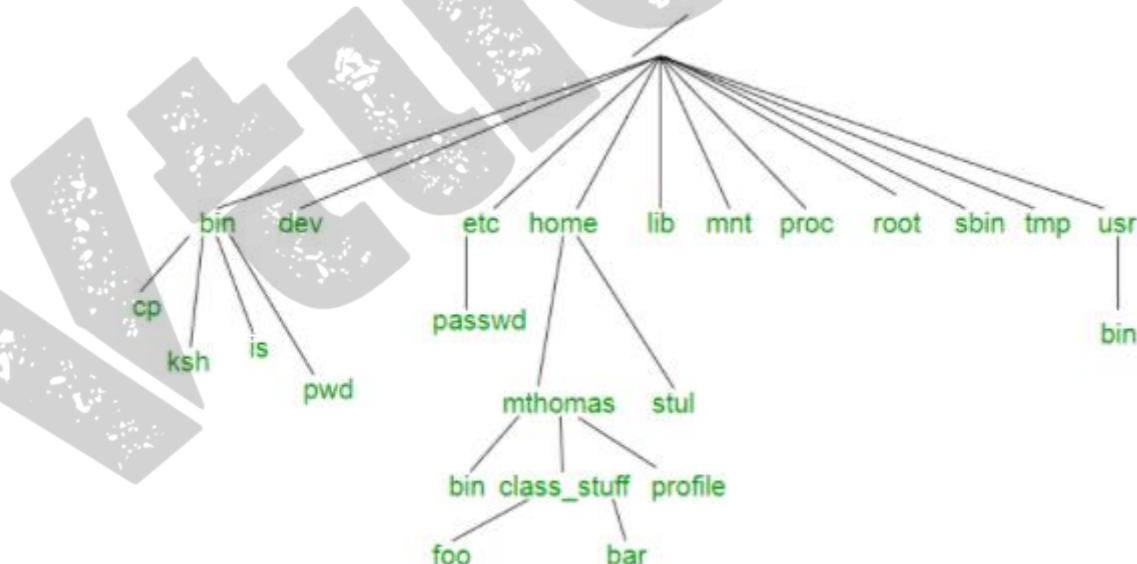 /
bin dev etc home lib mnt proc root sbin tmp usr
cp
passwd
bin
ksh is
pwd
mthomas stul
bin class_stuff profile
foo bar